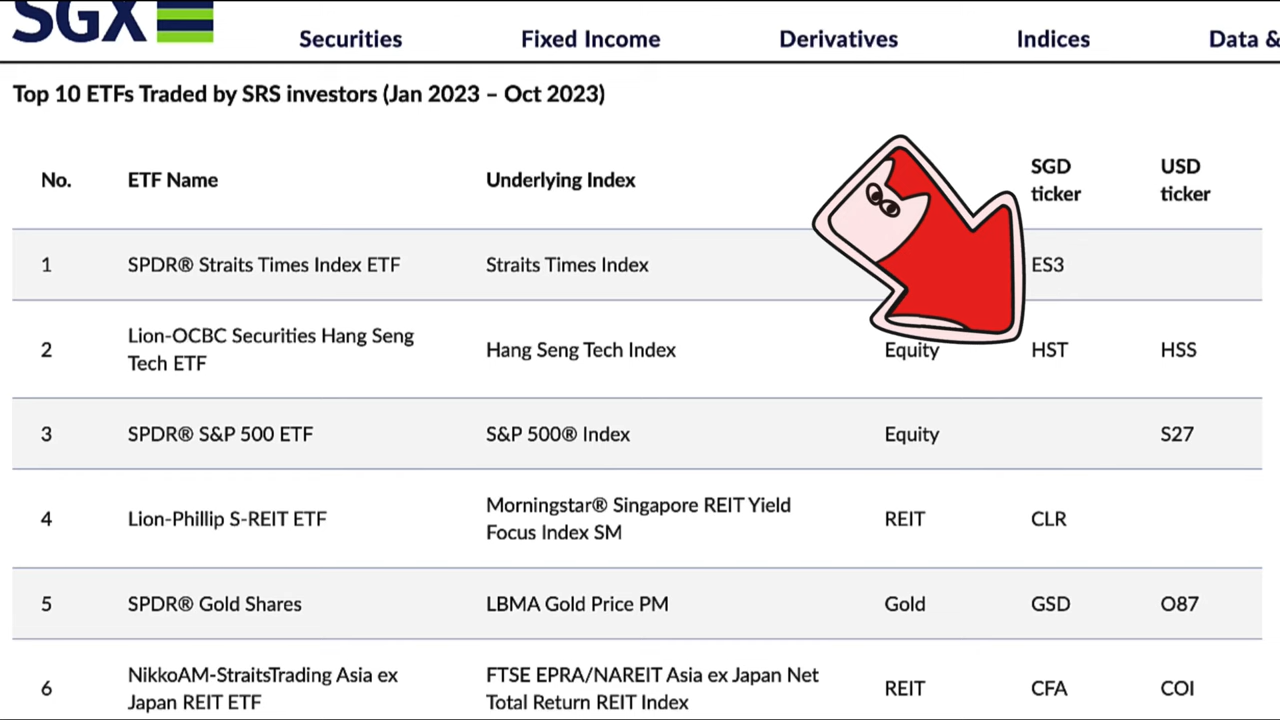 SGX
Securities Fixed Income Derivatives Indices Data &
Top 10 ETFs Traded by SRS investors (Jan 2023 – Oct 2023)
No. ETF Name Underlying Index SGD ticker USD ticker
1 SPDR® Straits Times Index ETF Straits Times Index ES3
2 Lion-OCBC Securities Hang Seng Tech ETF Hang Seng Tech Index Equity HST HSS
3 SPDR® S&P 500 ETF S&P 500® Index Equity S27
4 Lion-Phillip S-REIT ETF Morningstar® Singapore REIT Yield Focus Index SM REIT CLR
5 SPDR® Gold Shares LBMA Gold Price PM Gold GSD O87
6 NikkoAM-StraitsTrading Asia ex Japan REIT ETF FTSE EPRA/NAREIT Asia ex Japan Net Total Return REIT Index REIT CFA COI